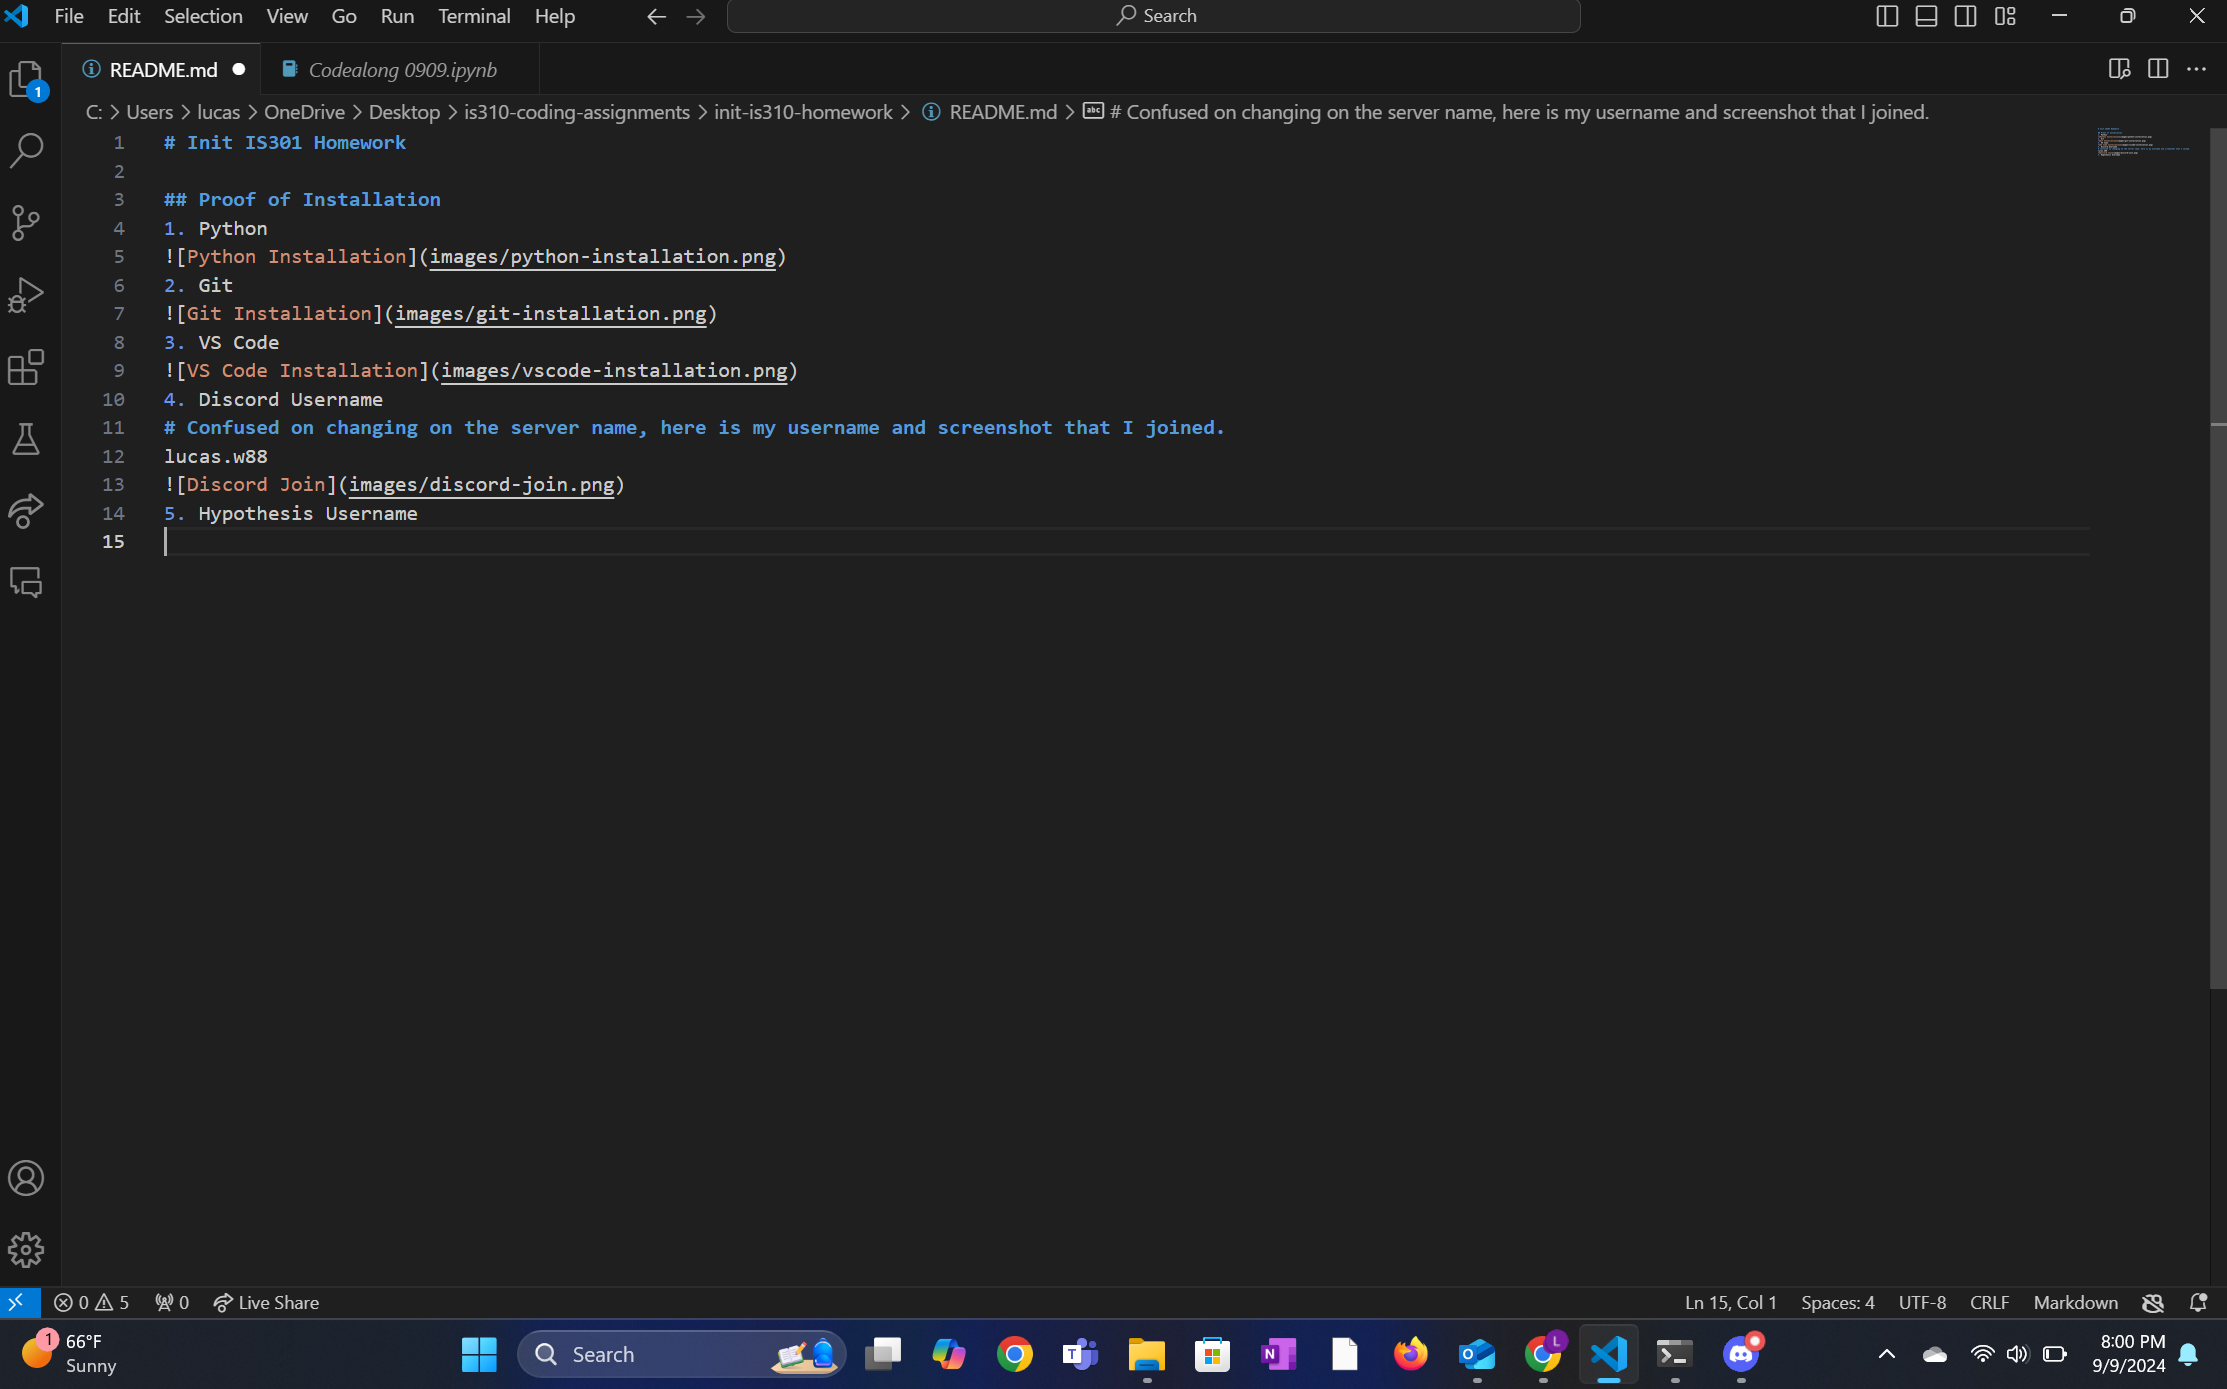 File Edit Selection View Go Run Terminal Help Search
README.md Codealong 0909.ipynb
1
C: > Users > lucas > OneDrive > Desktop > is310-coding-assignments > init-is310-homework > README.md > # Confused on changing on the server name, here is my username and screenshot that I joined.
1 # Init IS301 Homework
2
3 ## Proof of Installation
4 1. Python
5 ![Python Installation](images/python-installation.png)
6 2. Git
7 ![Git Installation](images/git-installation.png)
8 3. VS Code
9 ![VS Code Installation](images/vscode-installation.png)
10 4. Discord Username
11 # Confused on changing on the server name, here is my username and screenshot that I joined.
12 lucas.w88
13 ![Discord Join](images/discord-join.png)
14 5. Hypothesis Username
15
0 5 0 Live Share Ln 15, Col 1 Spaces: 4 UTF-8 CRLF Markdown
1 66°F Search L 8:00 PM
Sunny 9/9/2024